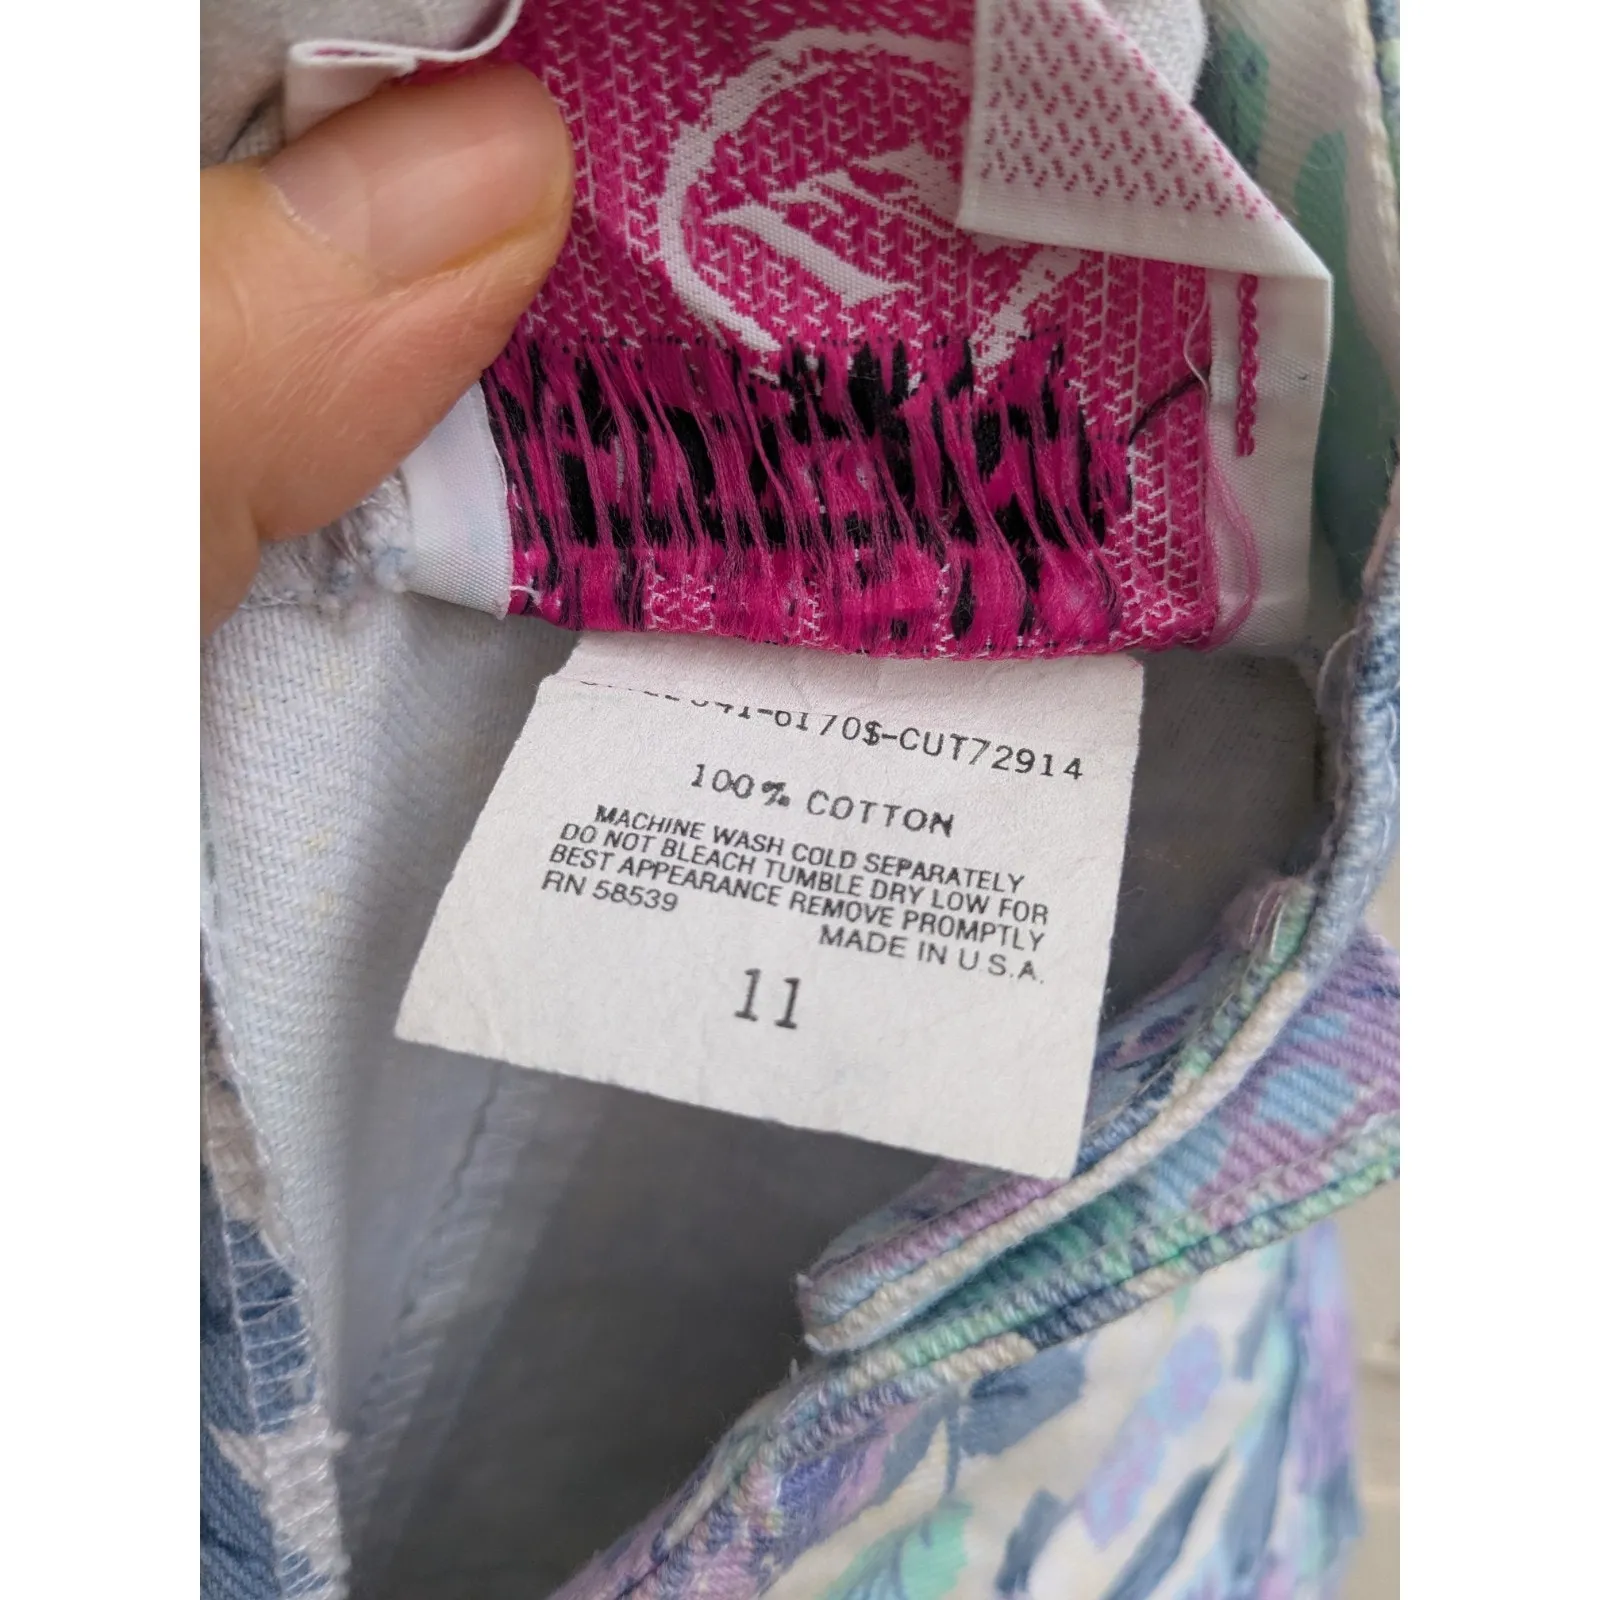 41-6170$-CUT72914
100% COTTON
MACHINE WASH COLD SEPARATELY
DO NOT BLEACH TUMBLE DRY LOW FOR
BEST APPEARANCE REMOVE PROMPTLY
RN 58539
MADE IN U.S.A.
11